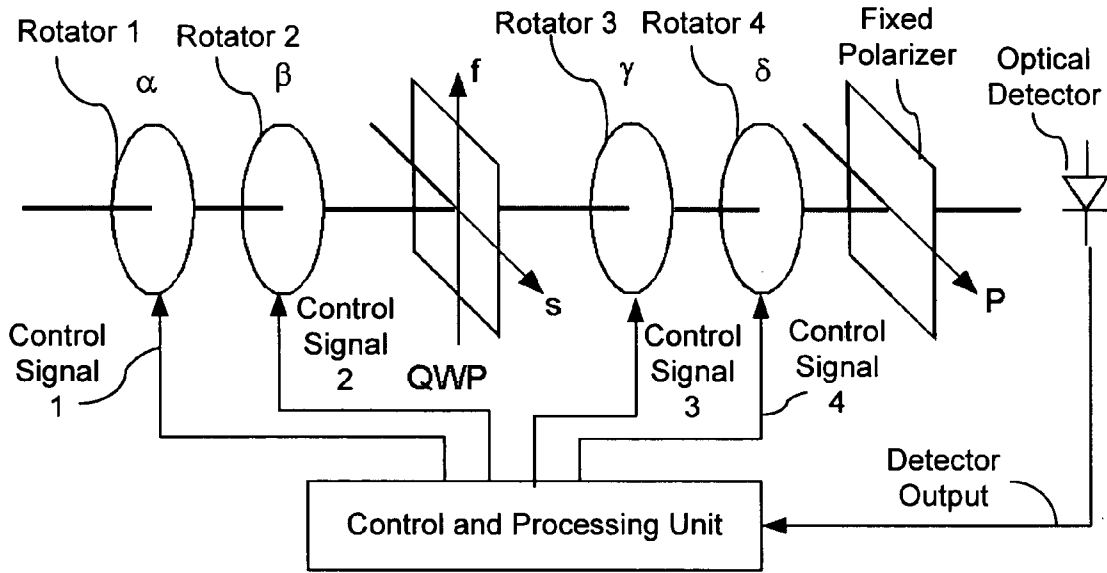 Rotator 1
α
Rotator 2
β
f
s
QWP
Rotator 3
γ
Rotator 4
δ
Fixed
Polarizer
P
Optical
Detector
Control
Signal
1
Control
Signal
2
Control
Signal
3
Control
Signal
4
Detector
Output
Control and Processing Unit